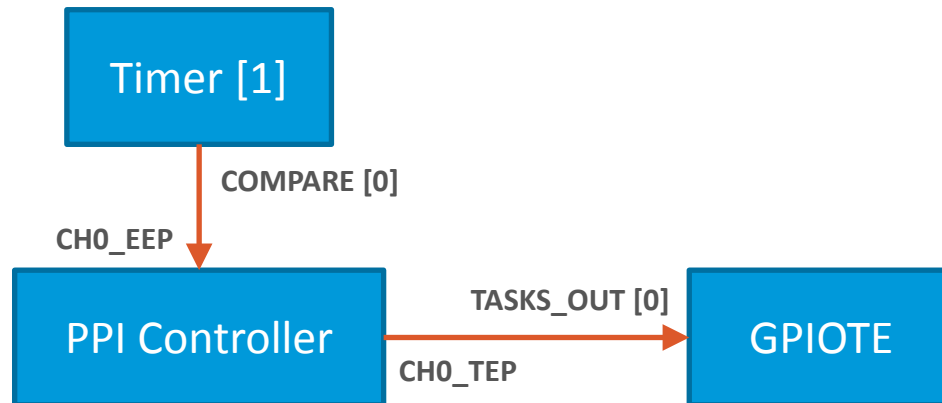 Timer [1]
COMPARE [0]
CH0_EEP
TASKS_OUT [0]
PPI Controller
GPIOTE
CH0_TEP